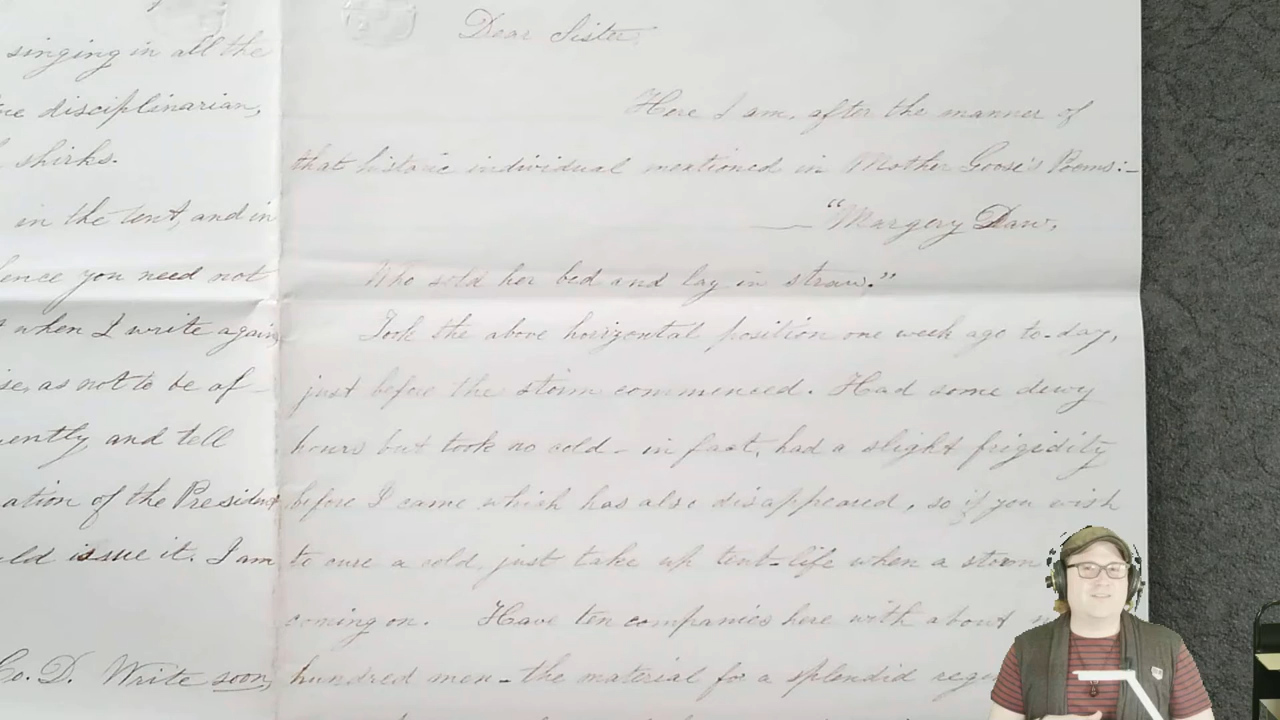 singing in all the
disciplinarian,
shirks.
in the tent, and in
you need not
when I write again,
as not to be af-
and tell
of the President
issue it. I am
Co. D. Write soon,
Dear Sister,
Here I am, after the manner of
that historic individual mentioned in Mother Goose's Poems:-
"Margery Daw,
Who sold her bed and lay in straw."
Took the above horizontal position one week ago to-day,
just before the storm commenced. Had some dewy
hours but took no cold - in fact, had a slight frigidity
before I came which has also disappeared, so if you wish
to cure a cold, just take up tent-life when a storm
coming on. Have ten companies here with about
hundred men - the material for a splendid